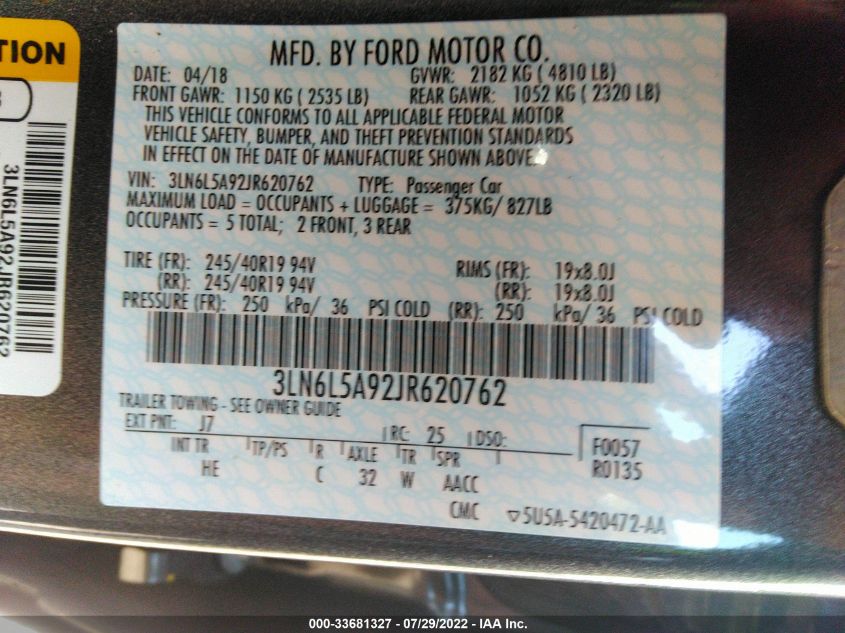 TION
3LN6L5A92JR620762
MFD. BY FORD MOTOR CO.
DATE: 04/18 GVWR: 2182 KG ( 4810 LB)
FRONT GAWR: 1150 KG ( 2535 LB) REAR GAWR: 1052 KG ( 2320 LB)
THIS VEHICLE CONFORMS TO ALL APPLICABLE FEDERAL MOTOR
VEHICLE SAFETY, BUMPER, AND THEFT PREVENTION STANDARDS
IN EFFECT ON THE DATE OF MANUFACTURE SHOWN ABOVE.
VIN: 3LN6L5A92JR620762 TYPE: Passenger Car
MAXIMUM LOAD = OCCUPANTS + LUGGAGE = 375KG/ 827LB
OCCUPANTS = 5 TOTAL; 2 FRONT, 3 REAR
TIRE (FR): 245/40R19 94V RIMS (FR): 19x8.0J
(RR): 245/40R19 94V (RR): 19x8.0J
PRESSURE (FR): 250 kPa/ 36 PSI COLD (RR): 250 kPa/ 36 PSI COLD
3LN6L5A92JR620762
TRAILER TOWING - SEE OWNER GUIDE
EXT PNT: J7 RC: 25 DSO: F0057
INT TR TP/PS R AXLE TR SPR R0135
HE C 32 W AACC
CMC ▽5U5A-5420472-AA
000-33681327 - 07/29/2022 - IAA Inc.